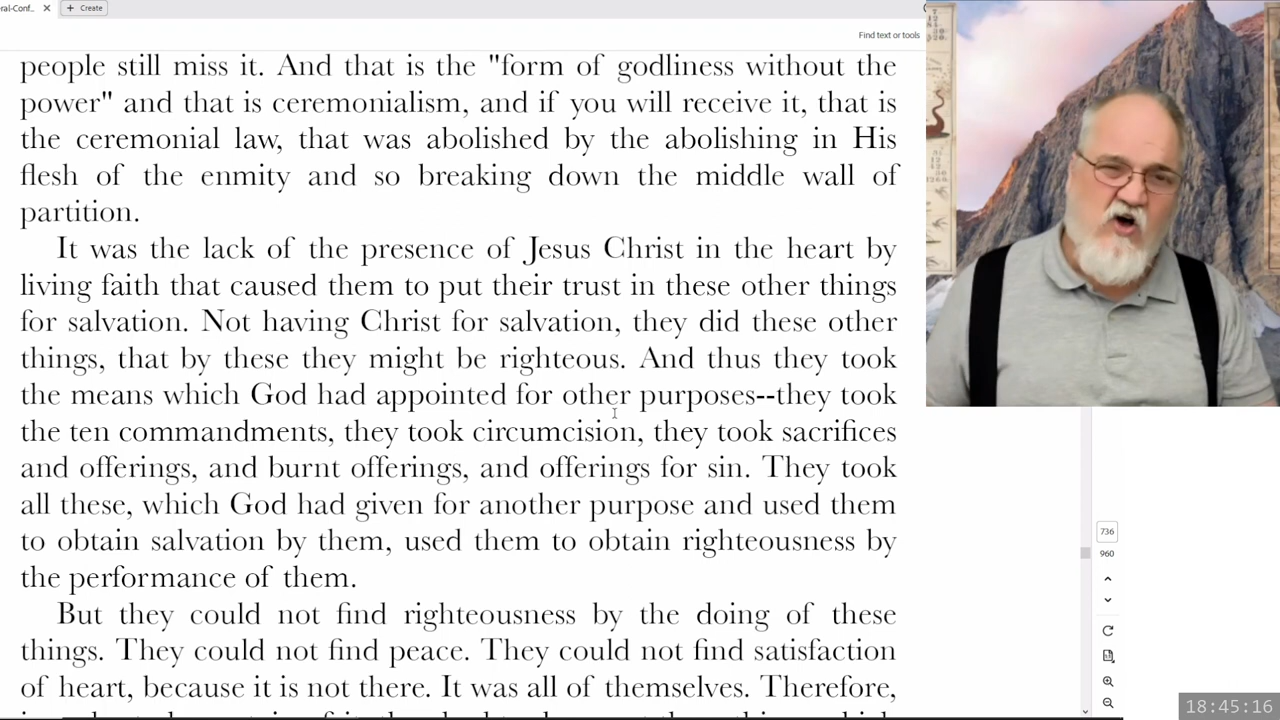 ral-Conf..
Create
Find text or tools
people still miss it. And that is the "form of godliness without the
power" and that is ceremonialism, and if you will receive it, that is
the ceremonial law, that was abolished by the abolishing in His
flesh of the enmity and so breaking down the middle wall of
partition.
It was the lack of the presence of Jesus Christ in the heart by
living faith that caused them to put their trust in these other things
for salvation. Not having Christ for salvation, they did these other
things, that by these they might be righteous. And thus they took
the means which God had appointed for other purposes--they took
the ten commandments, they took circumcision, they took sacrifices
and offerings, and burnt offerings, and offerings for sin. They took
all these, which God had given for another purpose and used them
to obtain salvation by them, used them to obtain righteousness by
the performance of them.
But they could not find righteousness by the doing of these
things. They could not find peace. They could not find satisfaction
of heart, because it is not there. It was all of themselves. Therefore,
736
960
18:45:16